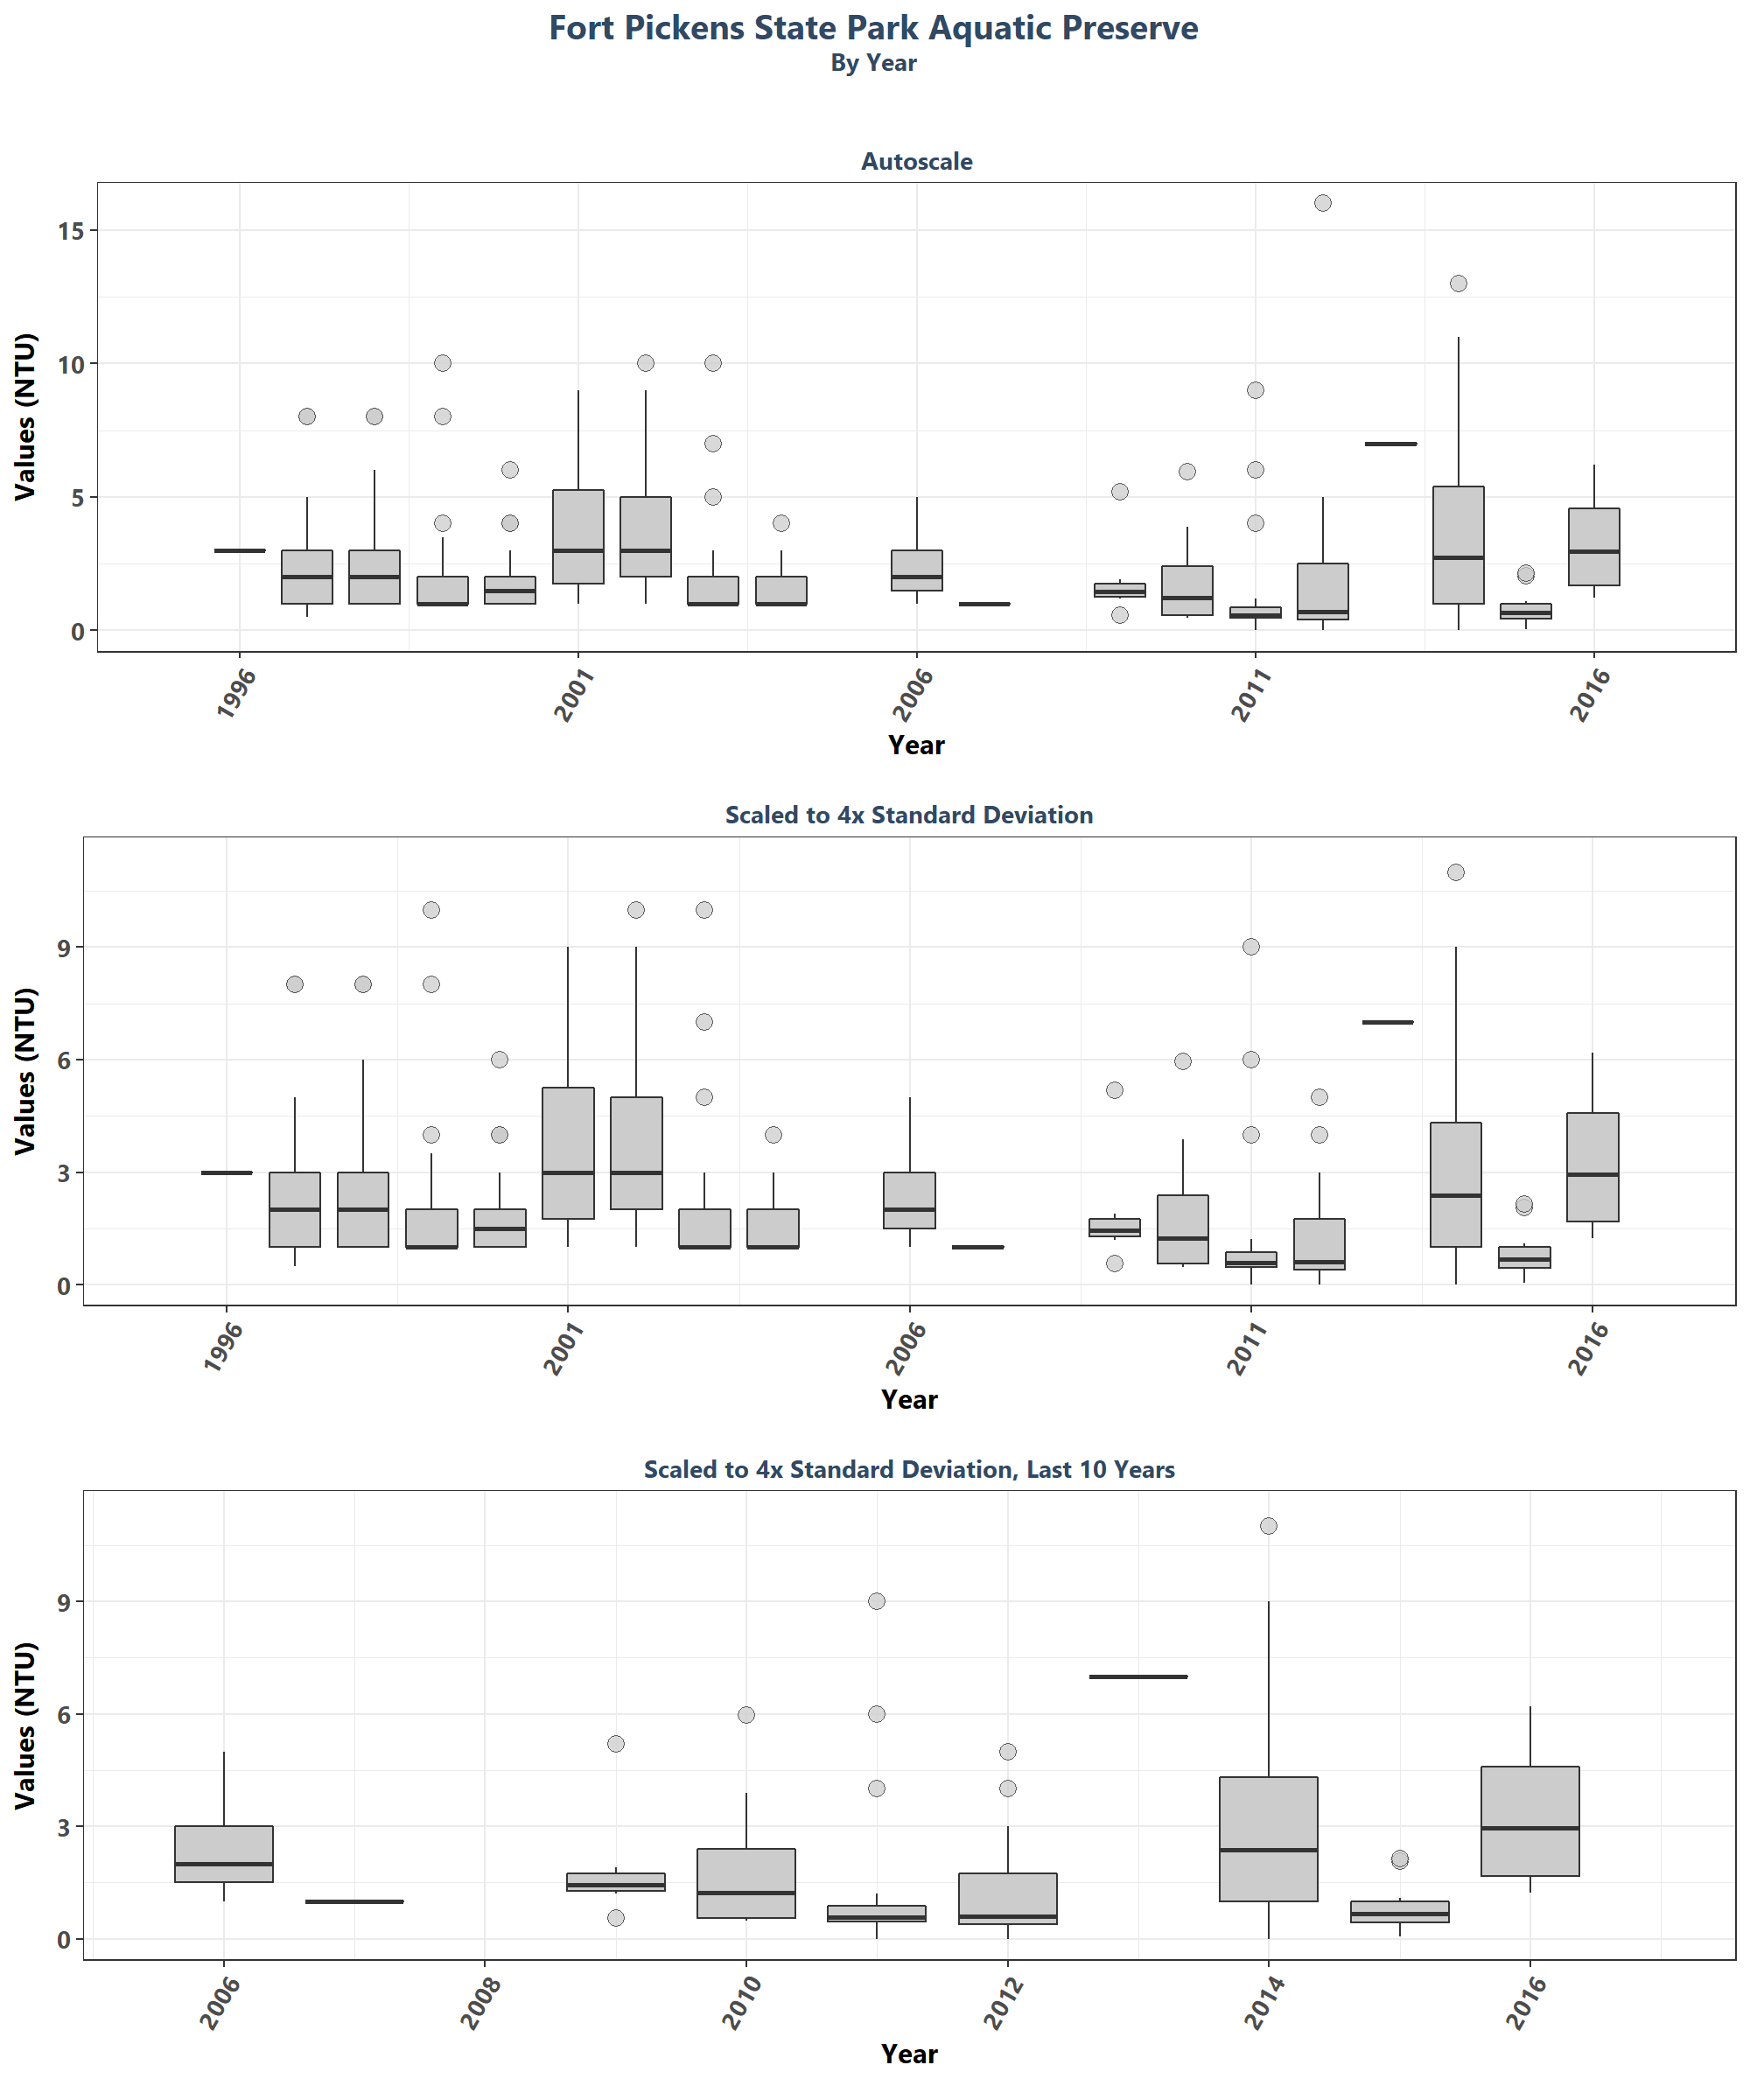 Fort Pickens State Park Aquatic Preserve
By Year
Autoscale
Values (NTU)
15
10
5
0
1996
2001
2006
2011
2016
Year
Scaled to 4x Standard Deviation
Values (NTU)
9
6
3
0
1996
2001
2006
2011
2016
Year
Scaled to 4x Standard Deviation, Last 10 Years
Values (NTU)
9
6
3
0
2006
2008
2010
2012
2014
2016
Year